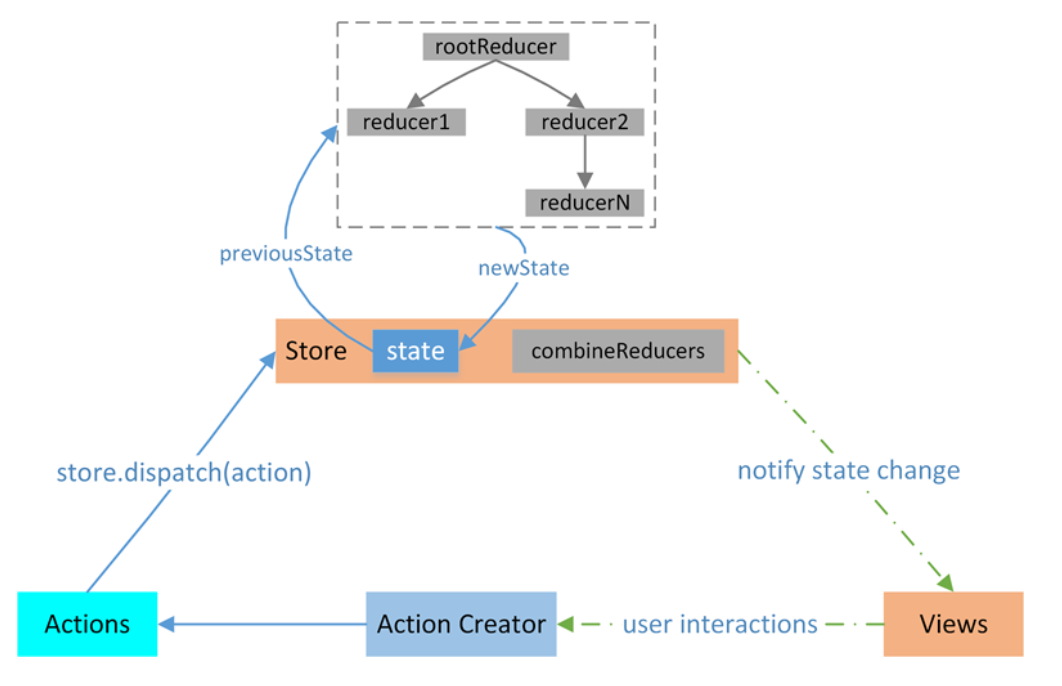 rootReducer
reducer1
reducer2
reducerN
previousState
newState
Store
state
combineReducers
store.dispatch(action)
notify state change
Actions
Action Creator
user interactions
Views